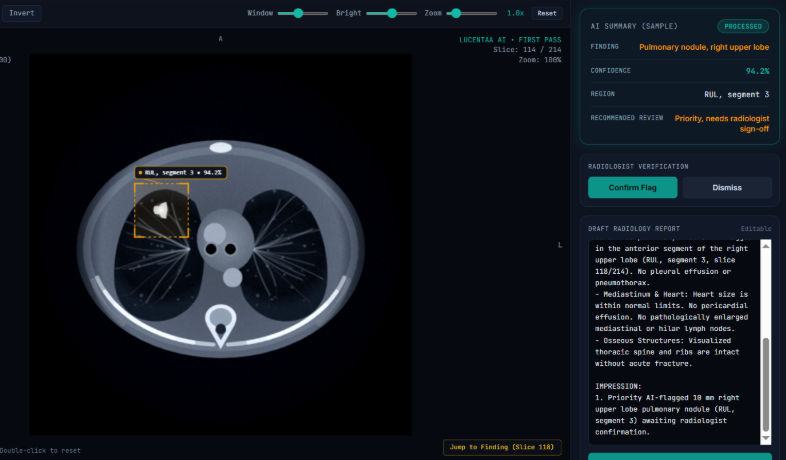 Invert
Window
Bright
Zoom
1.0x
Reset
A
LUCENTAA AI • FIRST PASS
Slice: 114 / 214
Zoom: 100%
00)
RUL, segment 3 • 94.2%
L
Double-click to reset
Jump to Finding (Slice 118)
AI SUMMARY (SAMPLE)
PROCESSED
FINDING
Pulmonary nodule, right upper lobe
CONFIDENCE
94.2%
REGION
RUL, segment 3
RECOMMENDED REVIEW
Priority, needs radiologist
sign-off
RADIOLOGIST VERIFICATION
Confirm Flag
Dismiss
DRAFT RADIOLOGY REPORT
Editable
in the anterior segment of the right
upper lobe (RUL, segment 3, slice
118/214). No pleural effusion or
pneumothorax.
- Mediastinum & Heart: Heart size is
within normal limits. No pericardial
effusion. No pathologically enlarged
mediastinal or hilar lymph nodes.
- Osseous Structures: Visualized
thoracic spine and ribs are intact
without acute fracture.
IMPRESSION:
1. Priority AI-flagged 10 mm right
upper lobe pulmonary nodule (RUL,
segment 3) awaiting radiologist
confirmation.